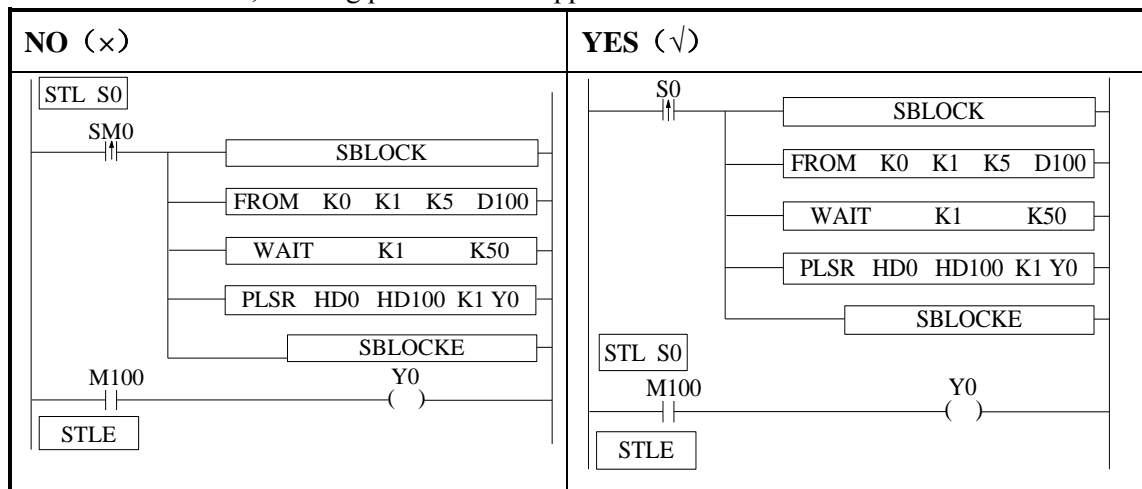 NO （×）
YES （√）
STL S0
SM0
SBLOCK
FROM K0 K1 K5 D100
WAIT K1 K50
PLSR HD0 HD100 K1 Y0
SBLOCKE
M100 Y0
STLE
S0
SBLOCK
FROM K0 K1 K5 D100
WAIT K1 K50
PLSR HD0 HD100 K1 Y0
SBLOCKE
STL S0
M100 Y0
STLE